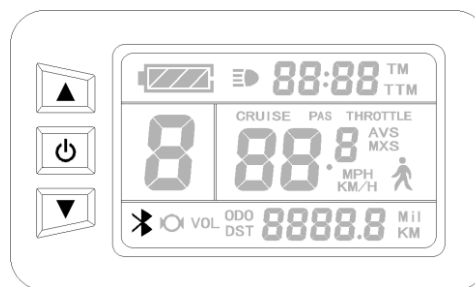 88:88 TM
TTM
CRUISE PAS THROTTLE
8 88.8 AVS
MXS
MPH
KM/H
VOL ODO 8888.8 Mil
DST KM